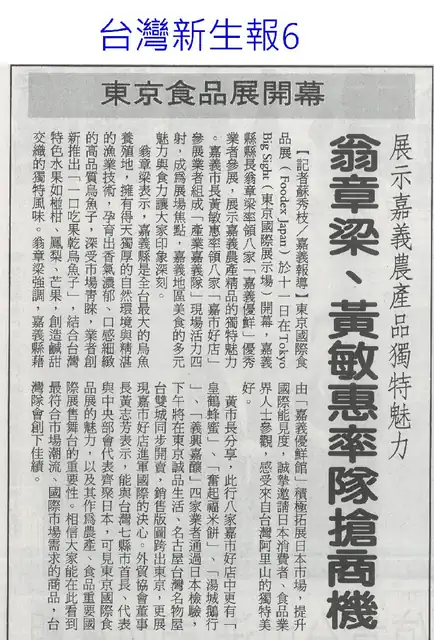 台灣新生報6
東京食品展開幕
展示嘉義農產品獨特魅力
翁章梁、黃敏惠率隊搶商機
【記者蘇秀枝/嘉義報導】東京國際食
品展(Foodex Japan)於十一日在Tokyo
Big Sight(東京國際展示場)開幕,嘉義
縣縣長翁章梁率領八家「嘉義優鮮」優秀
業者參展,展示嘉義農產精品的獨特魅力
。嘉義市長黃敏惠率領八家「嘉市好店」
參展業者組成「產業嘉義隊」現場活力四
射,成為展場焦點,嘉義地區美食的多元
魅力與食力讓大家印象深刻。
翁章梁表示,嘉義縣是全台最大的烏魚
養殖地,擁有得天獨厚的自然環境與精湛
的漁業技術,孕育出香氣濃郁、口感細緻
的高品質烏魚子,深受市場青睞,業者創
新推出「一口吃果乾烏魚子」,結合台灣
特色水果如椪柑、鳳梨、芒果,創造鹹甜
交織的獨特風味。翁章梁強調,嘉義縣藉
由「嘉義優鮮館」積極拓展日本市場,提升
國際能見度,誠摯邀請日本消費者、食品業
界人士參觀,感受來自台灣阿里山的獨特美
好。
黃市長分享,此行八家嘉市好店中更有「
皇鶴蜂蜜」、「奮起福米餅」、「湯城鵝行
」、「義興嘉釀」四家業者通過日本檢驗,
下午將在東京誠品生活、名古屋台灣名物屋
台雙城同步開賣,銷售版圖跨出東京,更展
現嘉市好店進軍國際的決心。外貿協會董事
長黃志芳表示,能與台灣七縣市首長、代表
與中央部會代表齊聚日本,可見東京國際食
品展的魅力,以及其作為農產、食品重要國
際展售舞台的重要性。相信大家能在此看到
最符合市場潮流、國際市場需求的商品,台
灣隊會創下佳績。